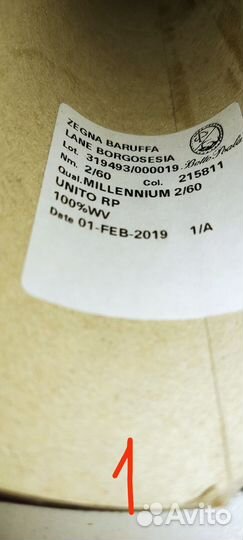 ZEGNA BARUFFA
LANE BORGOSESIA
Lot. 319493/000019
Nm. 2/60 Col. 215811
Qual. MILLENNIUM 2/60
UNITO RP
100%WV
Date 01-FEB-2019 1/A
1
Avito